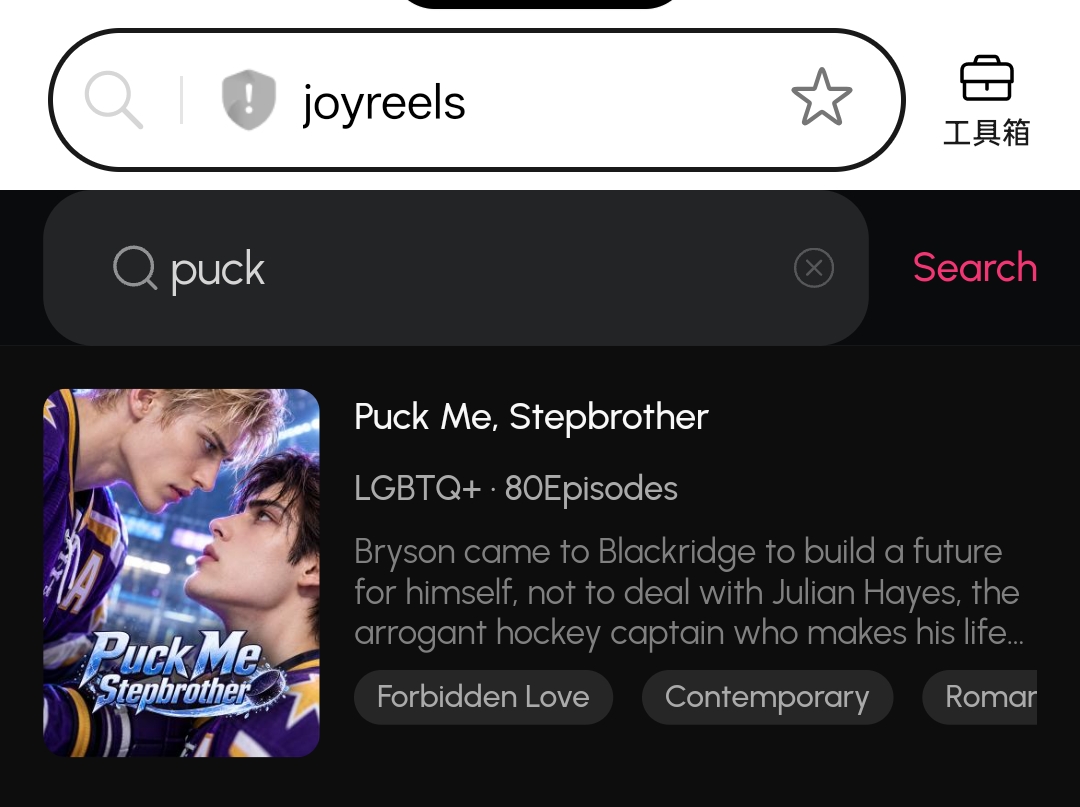 joyreels
工具箱
puck
Search
Puck Me, Stepbrother
LGBTQ+ · 80Episodes
Bryson came to Blackridge to build a future
for himself, not to deal with Julian Hayes, the
arrogant hockey captain who makes his life...
Forbidden Love
Contemporary
Romar
A
Puck Me
Stepbrother